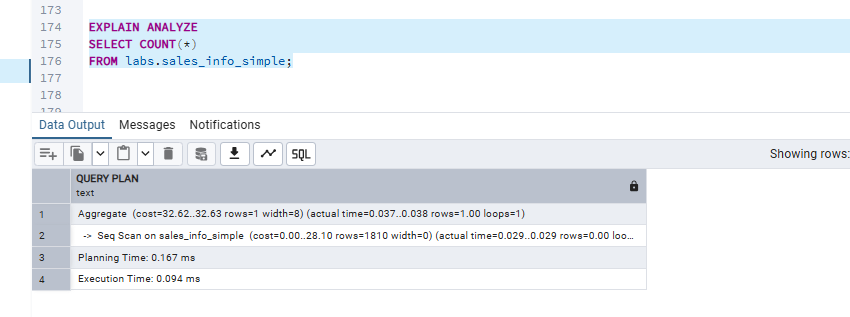 173
174 EXPLAIN ANALYZE
175 SELECT COUNT(*)
176 FROM labs.sales_info_simple;
177
178
Data Output Messages Notifications
SQL
Showing rows:
QUERY PLAN
text
1 Aggregate (cost=32.62..32.63 rows=1 width=8) (actual time=0.037..0.038 rows=1.00 loops=1)
2 -> Seq Scan on sales_info_simple (cost=0.00..28.10 rows=1810 width=0) (actual time=0.029..0.029 rows=0.00 loo...
3 Planning Time: 0.167 ms
4 Execution Time: 0.094 ms